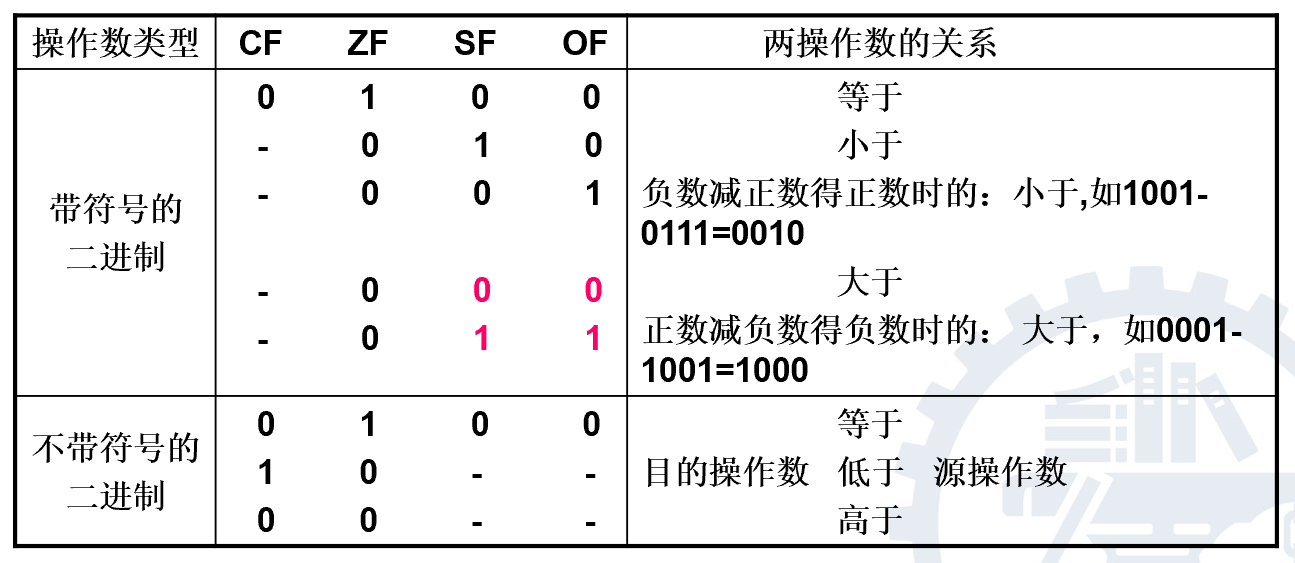 操作数类型 CF ZF SF OF 两操作数的关系
带符号的
二进制
0 1 0 0 等于
- 0 1 0 小于
- 0 0 1 负数减正数得正数时的：小于,如1001-
0111=0010
- 0 0 0 大于
- 0 1 1 正数减负数得负数时的： 大于，如0001-
1001=1000
不带符号的
二进制
0 1 0 0 等于
1 0 - - 目的操作数 低于 源操作数
0 0 - - 高于